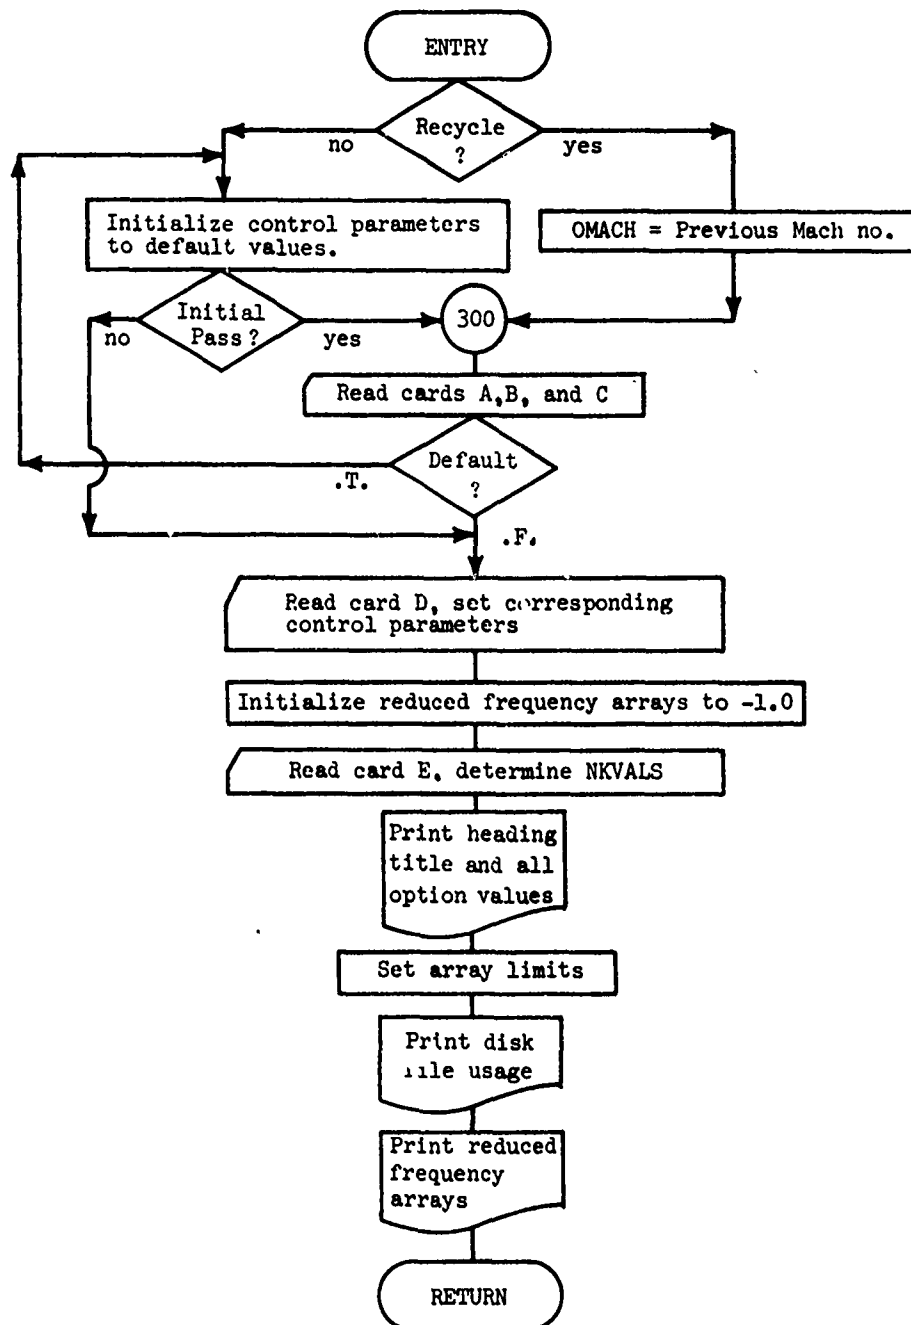 ENTRY
Recycle
?
no
yes
Initialize control parameters
to default values.
OMACH = Previous Mach no.
Initial
Pass?
no
yes
300
Read cards A,B, and C
Default
?
.T.
.F.
Read card D, set corresponding
control parameters
Initialize reduced frequency arrays to -1.0
Read card E, determine NKVALS
Print heading
title and all
option values
Set array limits
Print disk
file usage
Print reduced
frequency
arrays
RETURN